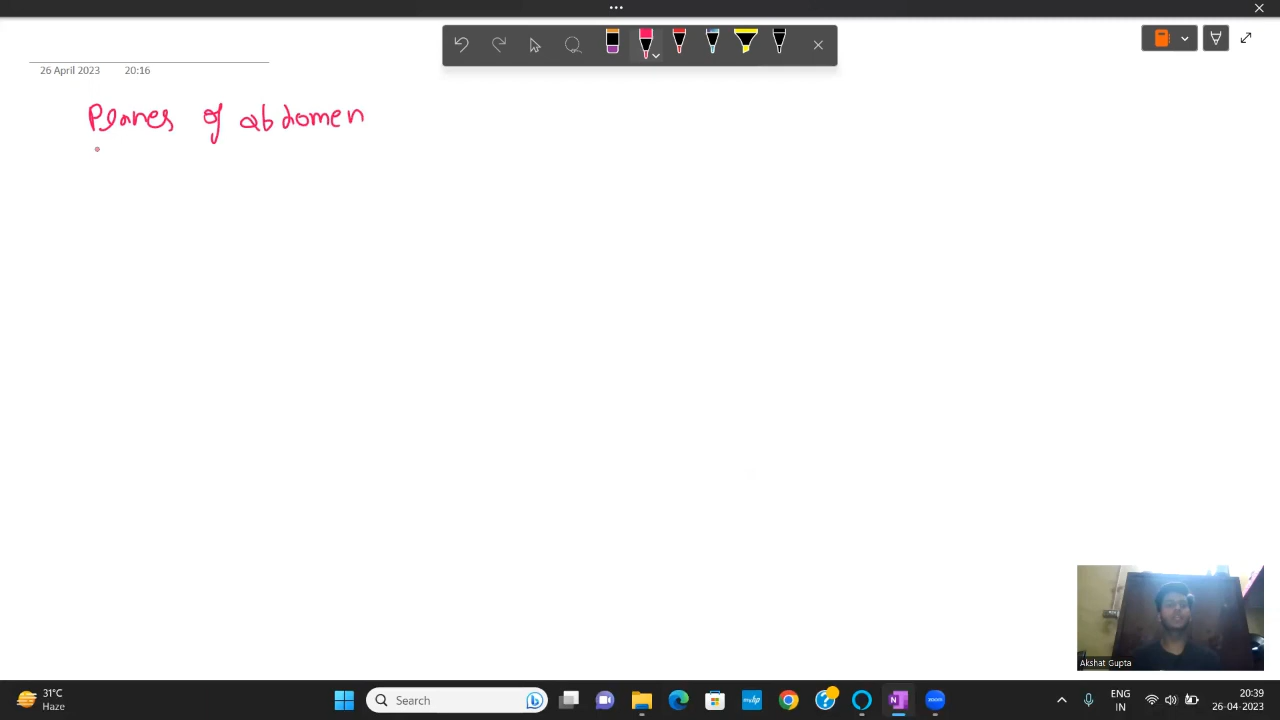 26 April 2023 20:16
Planes of abdomen
Akshat Gupta
31°C
Haze
Search
ENG
IN
20:39
26-04-2023